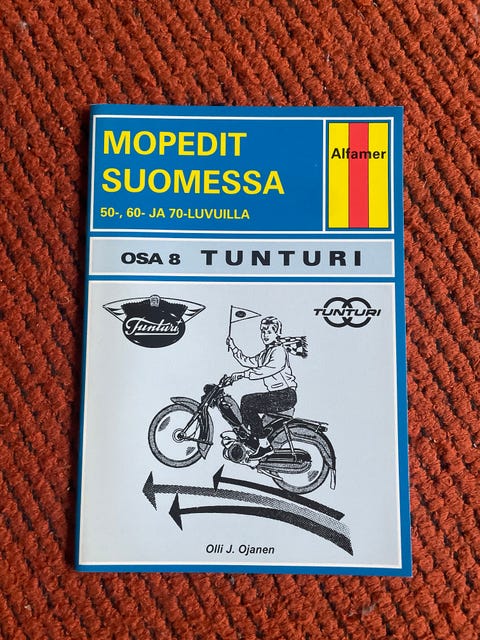 MOPEDIT
SUOMESSA
50-, 60- JA 70-LUVUILLA
Alfamer
OSA 8 TUNTURI
Tunturi
TUNTURI
Olli J. Ojanen